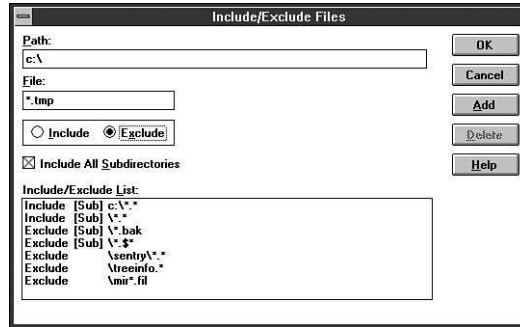 Include/Exclude Files
Path:
c:\
OK
Cancel
File:
*.tmp
Add
Include Exclude
Delete
Include All Subdirectories
Help
Include/Exclude List:
Include [Sub] c:\*.*
Include [Sub] \*.*
Exclude [Sub] \*.bak
Exclude [Sub] \*.$*
Exclude \sentry\*.*
Exclude \treeinfo.*
Exclude \mir*.fil